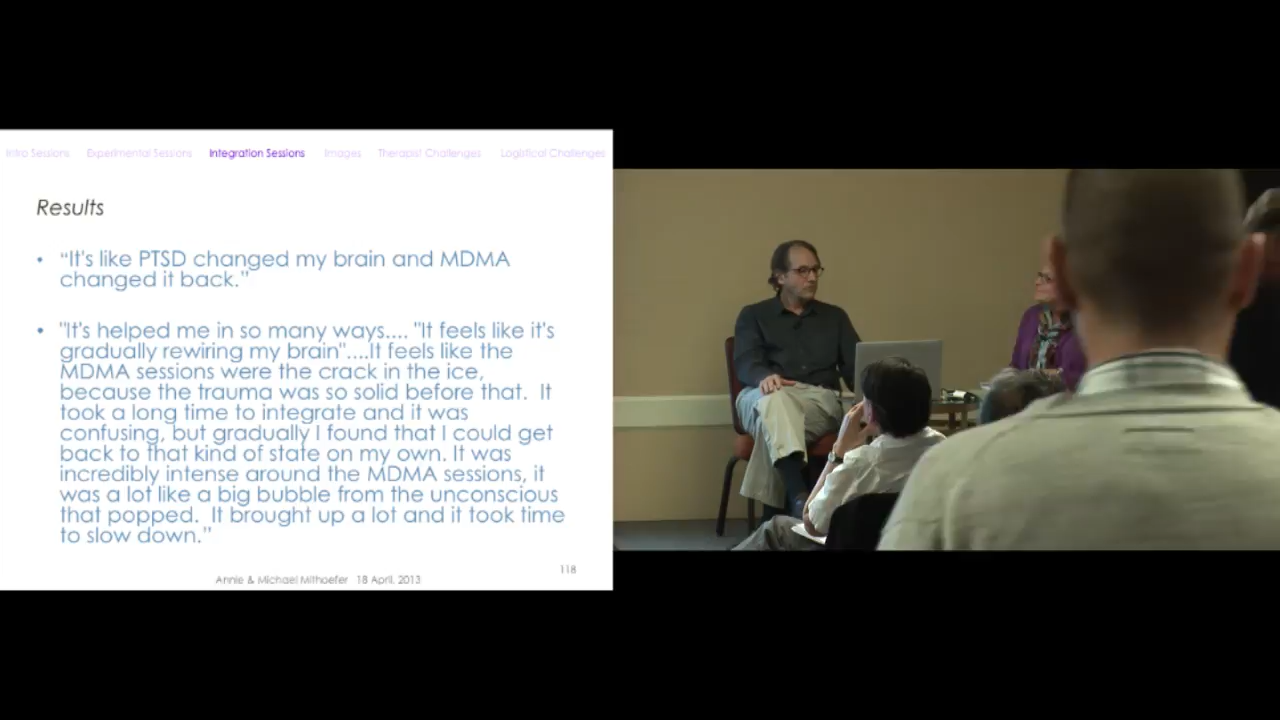 Intro Sessions Experimental Sessions Integration Sessions Images Therapist Challenges Logistical Challenges
Results
• “It's like PTSD changed my brain and MDMA
changed it back.”
• "It's helped me in so many ways.... "It feels like it's
gradually rewiring my brain"....It feels like the
MDMA sessions were the crack in the ice,
because the trauma was so solid before that.  It
took a long time to integrate and it was
confusing, but gradually I found that I could get
back to that kind of state on my own. It was
incredibly intense around the MDMA sessions, it
was a lot like a big bubble from the unconscious
that popped.  It brought up a lot and it took time
to slow down.”
118
Annie & Michael Mithoefer  18 April, 2013